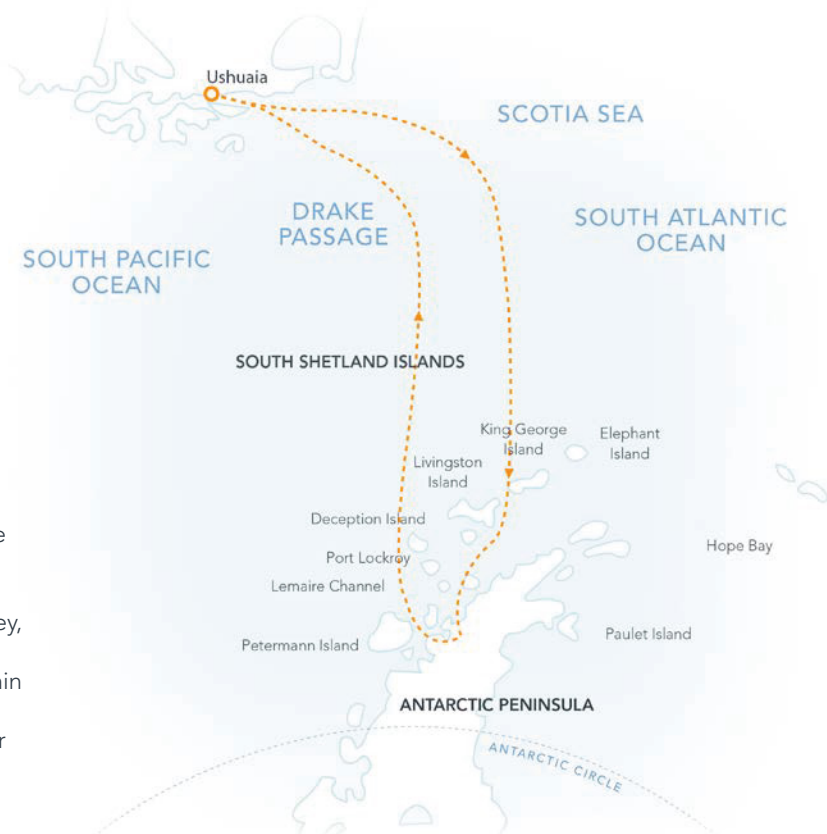 Ushuaia
SCOTIA SEA
DRAKE
PASSAGE
SOUTH ATLANTIC
OCEAN
SOUTH PACIFIC
OCEAN
SOUTH SHETLAND ISLANDS
King George
Island
Elephant
Island
Livingston
Island
Deception Island
Port Lockroy
Lemaire Channel
Hope Bay
Petermann Island
Paulet Island
ANTARCTIC PENINSULA
ANTARCTIC CIRCLE